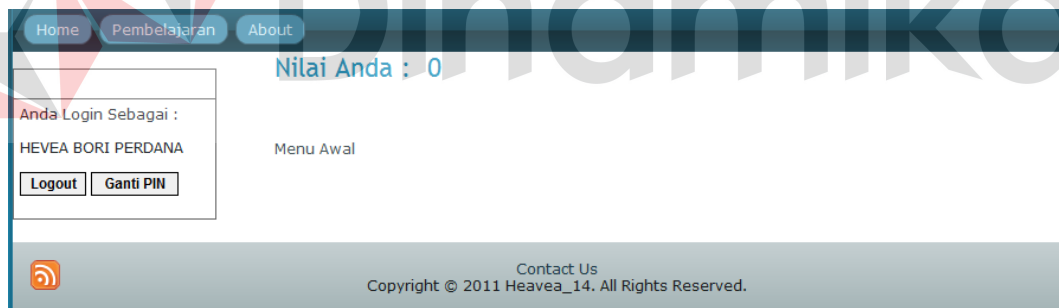 Dinamika
Home Pembelajaran About
Nilai Anda : 0
Anda Login Sebagai :
HEVEA BORI PERDANA
Menu Awal
Logout Ganti PIN
Contact Us
Copyright © 2011 Heavea_14. All Rights Reserved.